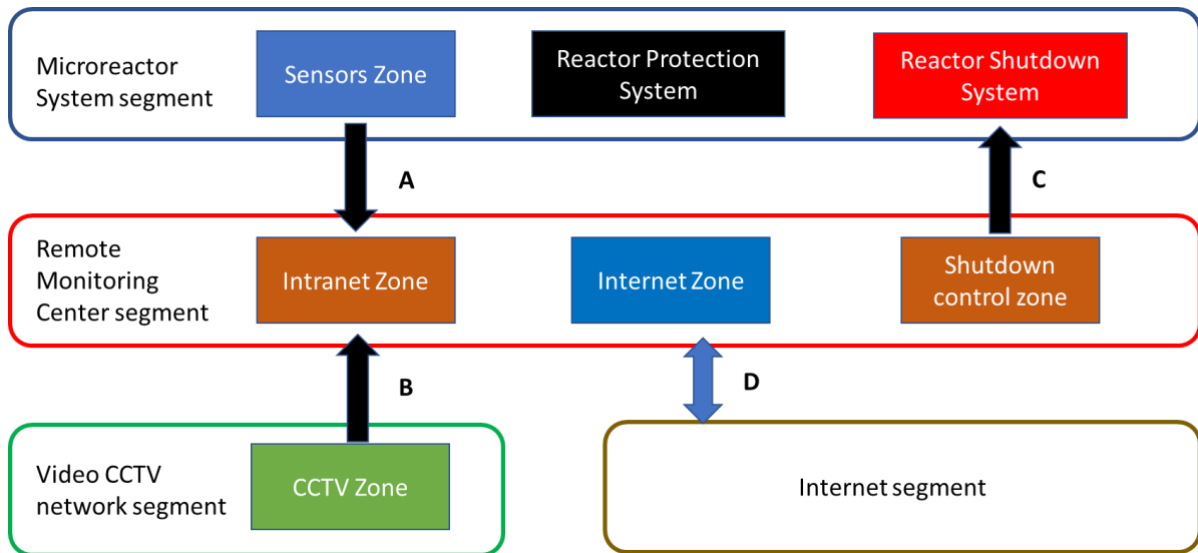 Microreactor
System segment
Sensors Zone
Reactor Protection
System
Reactor Shutdown
System
A
C
Remote
Monitoring
Center segment
Intranet Zone
Internet Zone
Shutdown
control zone
B
D
Video CCTV
network segment
CCTV Zone
Internet segment